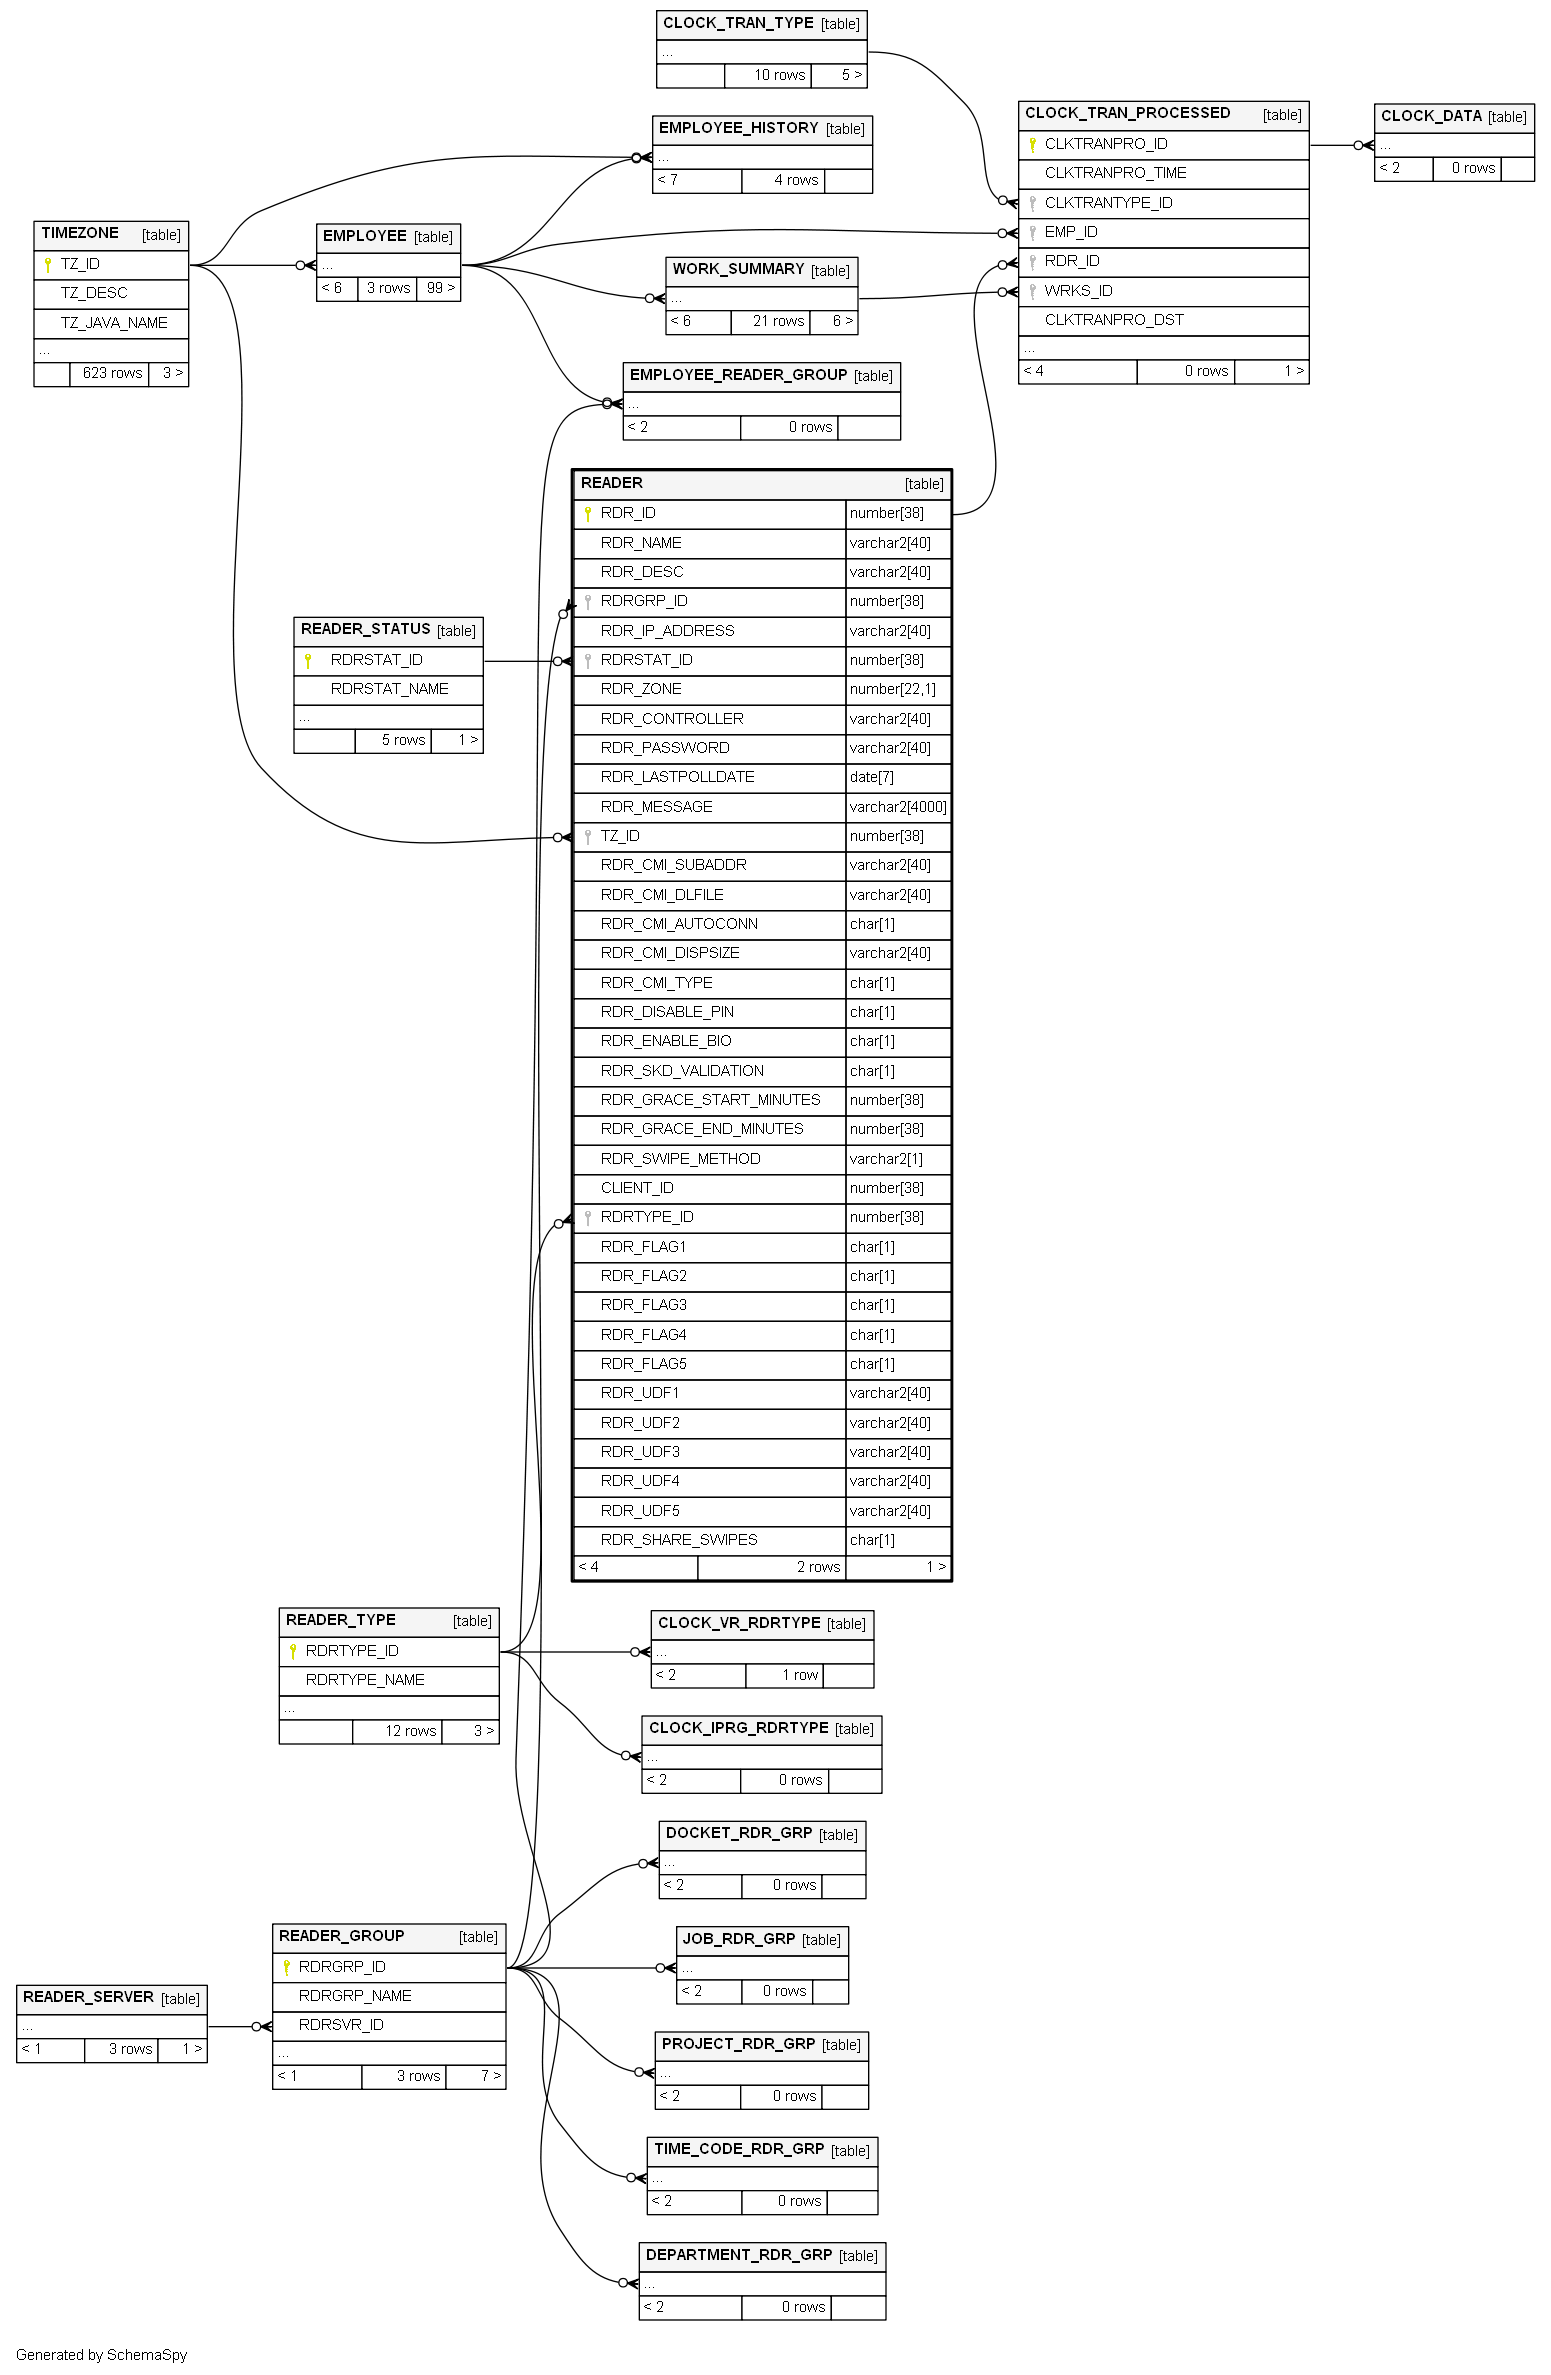 CLOCK_TRAN_TYPE [table]
...
10 rows 5 >
CLOCK_TRAN_PROCESSED [table]
CLKTRANPRO_ID
CLKTRANPRO_TIME
CLKTRANTYPE_ID
EMP_ID
RDR_ID
WRKS_ID
CLKTRANPRO_DST
...
< 4 0 rows 1 >
CLOCK_DATA [table]
...
< 2 0 rows
EMPLOYEE_HISTORY [table]
...
< 7 4 rows
TIMEZONE [table]
TZ_ID
TZ_DESC
TZ_JAVA_NAME
...
623 rows 3 >
EMPLOYEE [table]
...
< 6 3 rows 99 >
WORK_SUMMARY [table]
...
< 6 21 rows 6 >
EMPLOYEE_READER_GROUP [table]
...
< 2 0 rows
READER [table]
RDR_ID number[38]
RDR_NAME varchar2[40]
RDR_DESC varchar2[40]
RDRGRP_ID number[38]
RDR_IP_ADDRESS varchar2[40]
RDRSTAT_ID number[38]
RDR_ZONE number[22,1]
RDR_CONTROLLER varchar2[40]
RDR_PASSWORD varchar2[40]
RDR_LASTPOLLDATE date[7]
RDR_MESSAGE varchar2[4000]
TZ_ID number[38]
RDR_CMI_SUBADDR varchar2[40]
RDR_CMI_DLFILE varchar2[40]
RDR_CMI_AUTOCONN char[1]
RDR_CMI_DISPSIZE varchar2[40]
RDR_CMI_TYPE char[1]
RDR_DISABLE_PIN char[1]
RDR_ENABLE_BIO char[1]
RDR_SKD_VALIDATION char[1]
RDR_GRACE_START_MINUTES number[38]
RDR_GRACE_END_MINUTES number[38]
RDR_SWIPE_METHOD varchar2[1]
CLIENT_ID number[38]
RDRTYPE_ID number[38]
RDR_FLAG1 char[1]
RDR_FLAG2 char[1]
RDR_FLAG3 char[1]
RDR_FLAG4 char[1]
RDR_FLAG5 char[1]
RDR_UDF1 varchar2[40]
RDR_UDF2 varchar2[40]
RDR_UDF3 varchar2[40]
RDR_UDF4 varchar2[40]
RDR_UDF5 varchar2[40]
RDR_SHARE_SWIPES char[1]
< 4 2 rows 1 >
READER_STATUS [table]
RDRSTAT_ID
RDRSTAT_NAME
...
5 rows 1 >
READER_TYPE [table]
RDRTYPE_ID
RDRTYPE_NAME
...
12 rows 3 >
CLOCK_VR_RDRTYPE [table]
...
< 2 1 row
CLOCK_IPRG_RDRTYPE [table]
...
< 2 0 rows
DOCKET_RDR_GRP [table]
...
< 2 0 rows
READER_GROUP [table]
RDRGRP_ID
RDRGRP_NAME
RDRSVR_ID
...
< 1 3 rows 7 >
READER_SERVER [table]
...
< 1 3 rows 1 >
JOB_RDR_GRP [table]
...
< 2 0 rows
PROJECT_RDR_GRP [table]
...
< 2 0 rows
TIME_CODE_RDR_GRP [table]
...
< 2 0 rows
DEPARTMENT_RDR_GRP [table]
...
< 2 0 rows
Generated by SchemaSpy